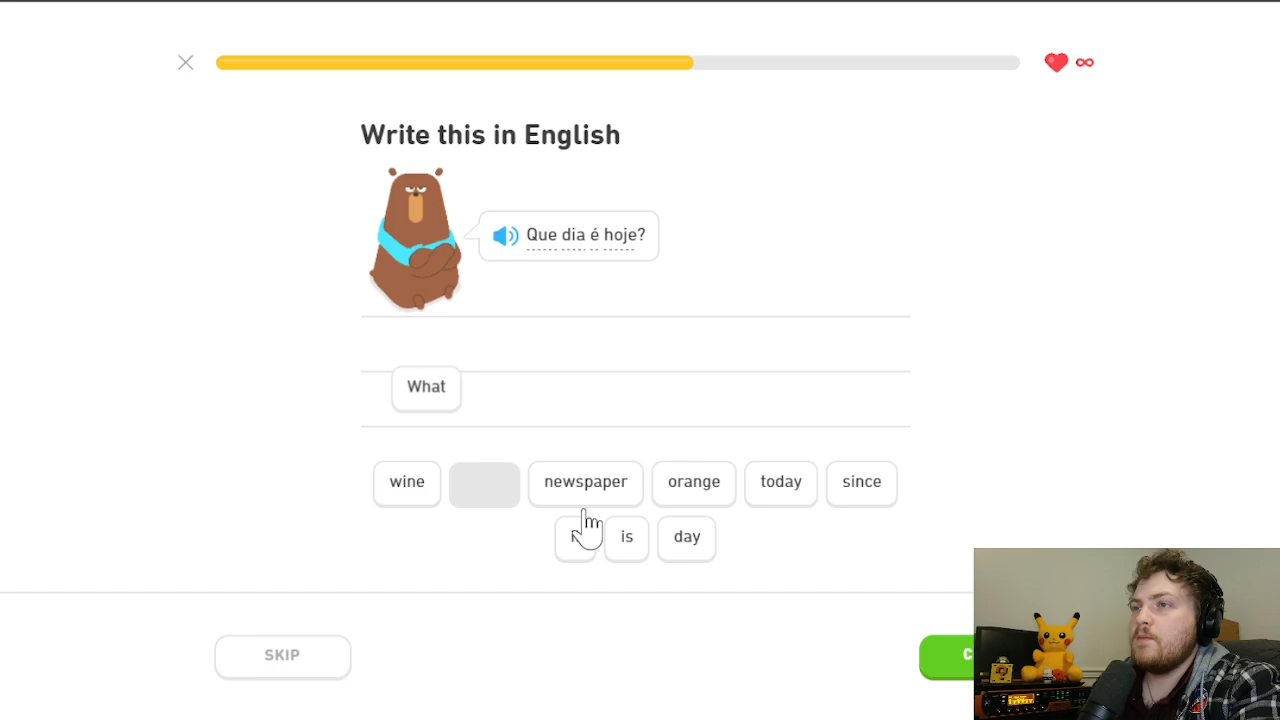 ∞
Write this in English
Que dia é hoje?
What
wine newspaper orange today since
is day
SKIP